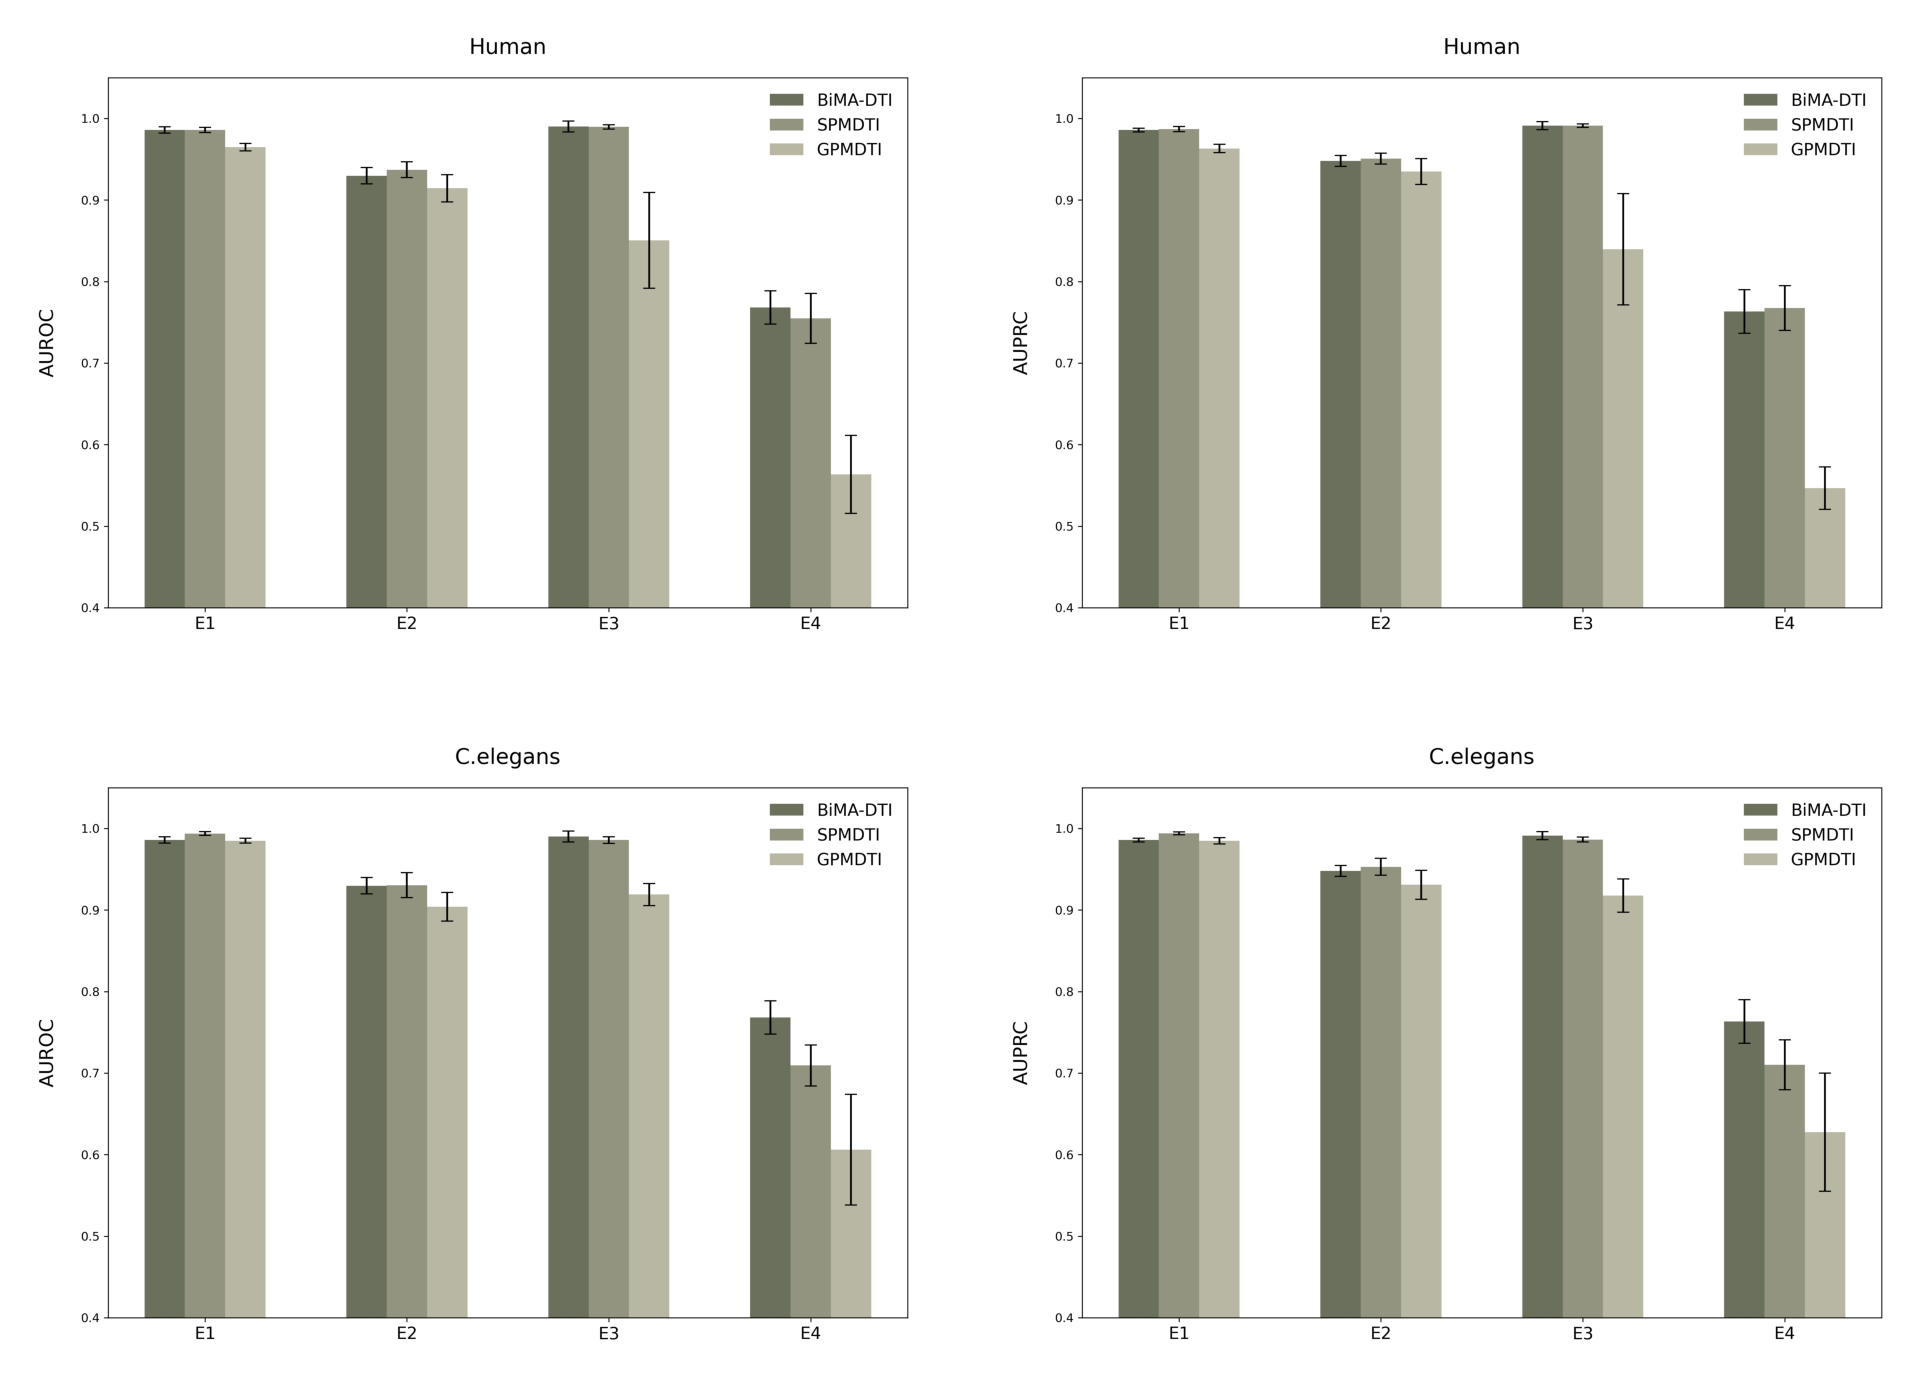 Human
AUROC
1.0
0.9
0.8
0.7
0.6
0.5
0.4
E1 E2 E3 E4
BiMA-DTI
SPMDTI
GPMDTI
Human
AUPRC
1.0
0.9
0.8
0.7
0.6
0.5
0.4
E1 E2 E3 E4
BiMA-DTI
SPMDTI
GPMDTI
C.elegans
AUROC
1.0
0.9
0.8
0.7
0.6
0.5
0.4
E1 E2 E3 E4
BiMA-DTI
SPMDTI
GPMDTI
C.elegans
AUPRC
1.0
0.9
0.8
0.7
0.6
0.5
0.4
E1 E2 E3 E4
BiMA-DTI
SPMDTI
GPMDTI